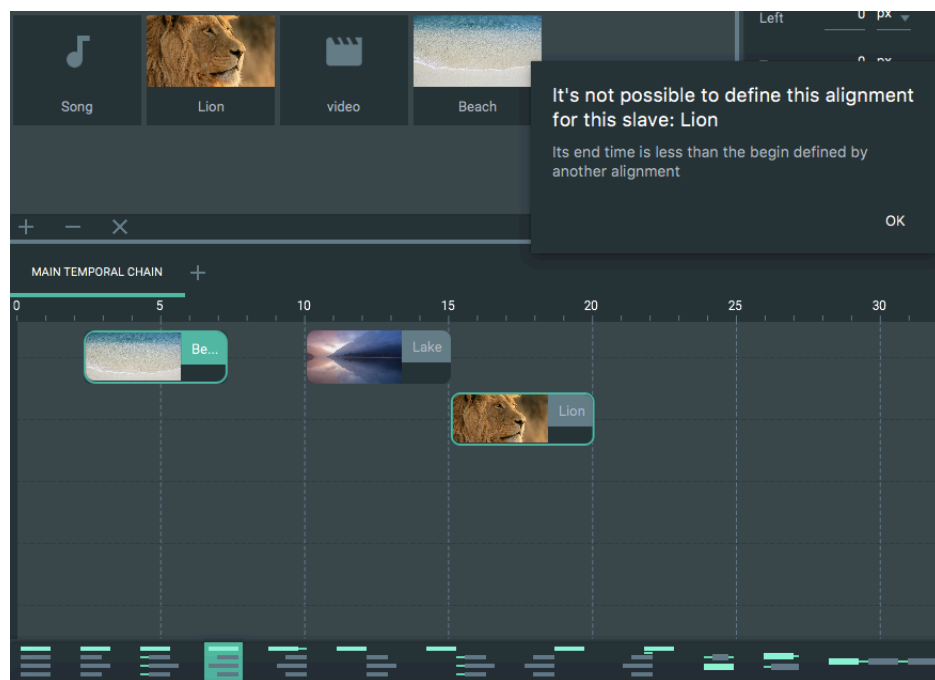 Left 0 px
Song
Lion
video
Beach
It's not possible to define this alignment
for this slave: Lion
Its end time is less than the begin defined by
another alignment
OK
MAIN TEMPORAL CHAIN
0 5 10 15 20 25 30
Be...
Lake
Lion